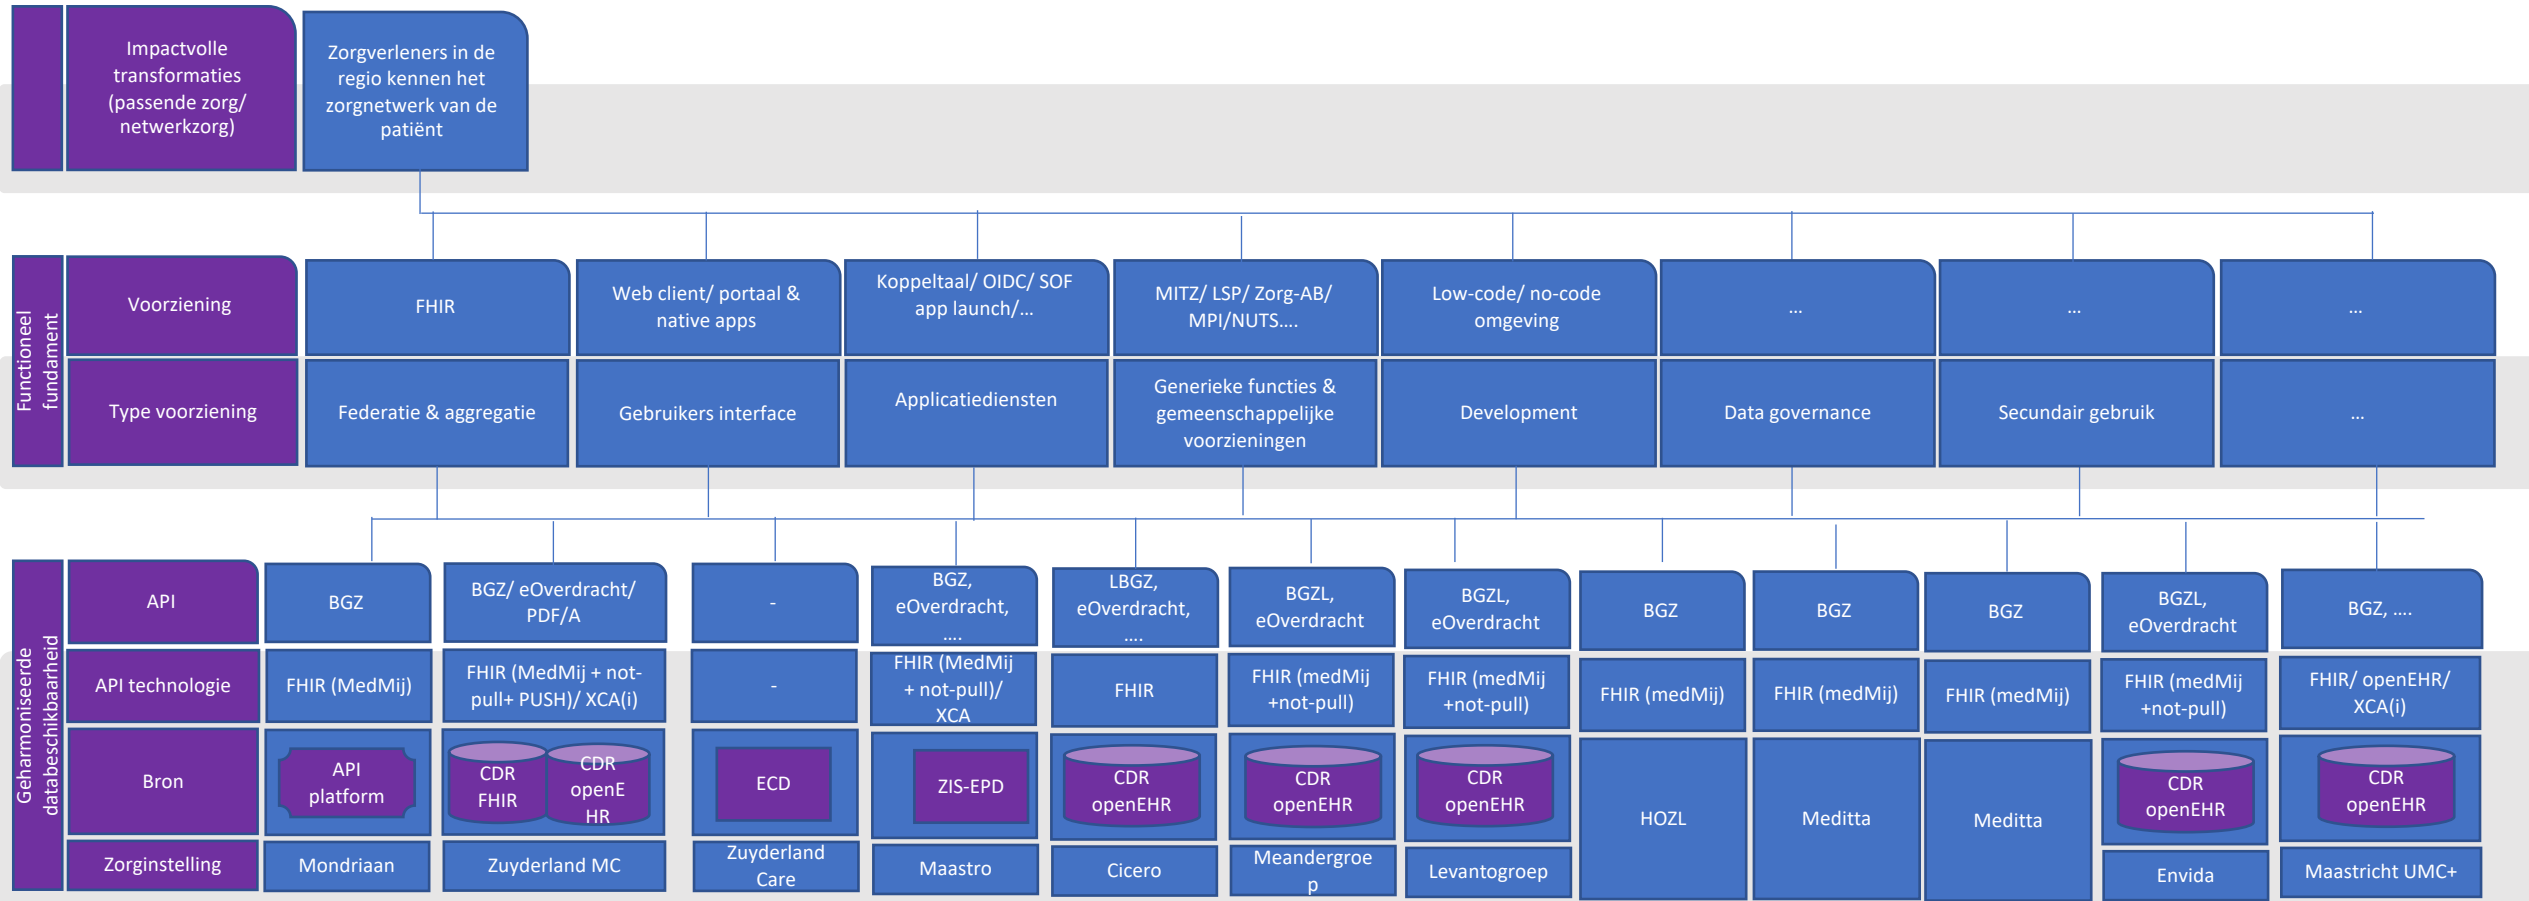 Impactvolle
transformaties
(passende zorg/
netwerkzorg)
Zorgverleners in de
regio kennen het
zorgnetwerk van de
patiënt
Functioneel
fundament
Voorziening
FHIR
Web client/ portaal &
native apps
Koppeltaal/ OIDC/ SOF
app launch/...
MITZ/ LSP/ Zorg-AB/
MPI/NUTS....
Low-code/ no-code
omgeving
...
...
...
Type voorziening
Federatie & aggregatie
Gebruikers interface
Applicatiediensten
Generieke functies &
gemeenschappelijke
voorzieningen
Development
Data governance
Secundair gebruik
...
Geharmoniseerde
databeschikbaarheid
API
BGZ
BGZ/ eOverdracht/
PDF/A
-
BGZ,
eOverdracht,
....
LBGZ,
eOverdracht,
....
BGZL,
eOverdracht
BGZL,
eOverdracht
BGZ
BGZ
BGZ
BGZL,
eOverdracht
BGZ, ....
API technologie
FHIR (MedMij)
FHIR (MedMij + not-
pull+ PUSH)/ XCA(i)
-
FHIR (MedMij
+ not-pull)/
XCA
FHIR
FHIR (medMij
+not-pull)
FHIR (medMij
+not-pull)
FHIR (medMij)
FHIR (medMij)
FHIR (medMij)
FHIR (medMij
+not-pull)
FHIR/ openEHR/
XCA(i)
Bron
API
platform
CDR
FHIR
CDR
openE
HR
ECD
ZIS-EPD
CDR
openEHR
CDR
openEHR
CDR
openEHR
HOZL
Meditta
Meditta
CDR
openEHR
CDR
openEHR
Zorginstelling
Mondriaan
Zuyderland MC
Zuyderland
Care
Maastro
Cicero
Meandergroe
p
Levantogroep
Envida
Maastricht UMC+